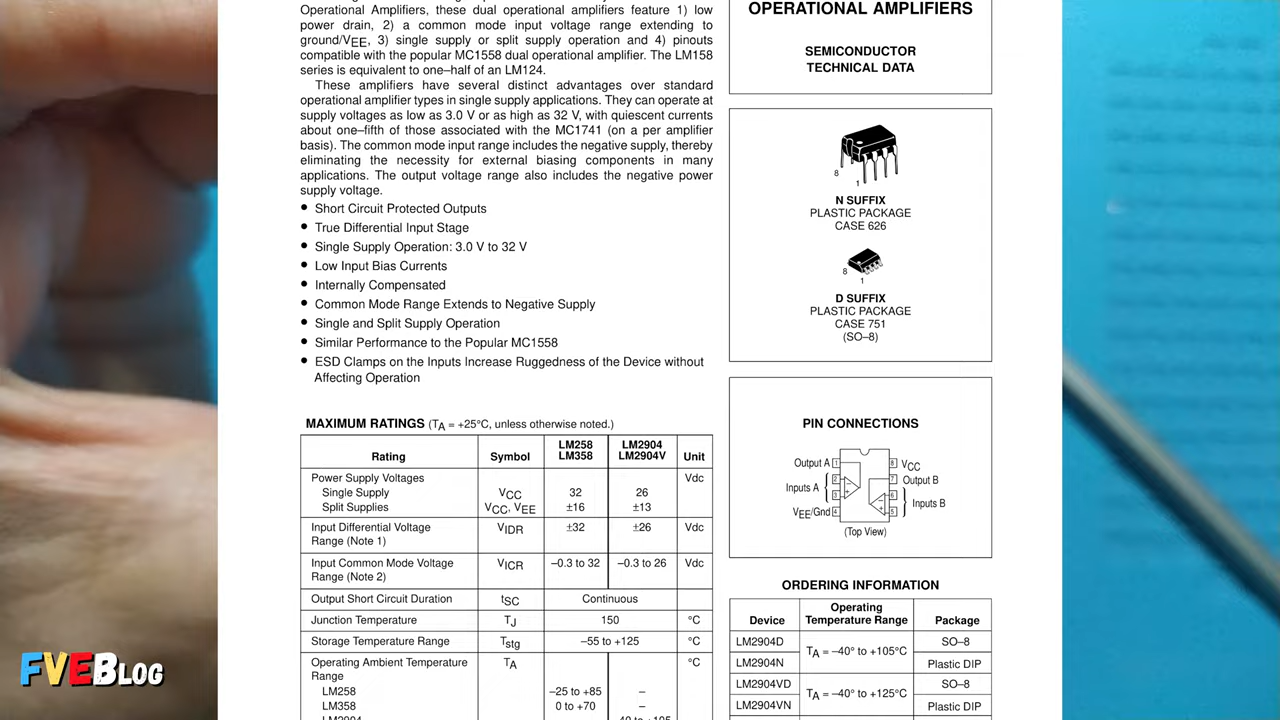 Operational Amplifiers, these dual operational amplifiers feature 1) low
power drain, 2) a common mode input voltage range extending to
ground/VEE, 3) single supply or split supply operation and 4) pinouts
compatible with the popular MC1558 dual operational amplifier. The LM158
series is equivalent to one–half of an LM124.
These amplifiers have several distinct advantages over standard
operational amplifier types in single supply applications. They can operate at
supply voltages as low as 3.0 V or as high as 32 V, with quiescent currents
about one–fifth of those associated with the MC1741 (on a per amplifier
basis). The common mode input range includes the negative supply, thereby
eliminating the necessity for external biasing components in many
applications. The output voltage range also includes the negative power
supply voltage.
• Short Circuit Protected Outputs
• True Differential Input Stage
• Single Supply Operation: 3.0 V to 32 V
• Low Input Bias Currents
• Internally Compensated
• Common Mode Range Extends to Negative Supply
• Single and Split Supply Operation
• Similar Performance to the Popular MC1558
• ESD Clamps on the Inputs Increase Ruggedness of the Device without
Affecting Operation
MAXIMUM RATINGS (TA = +25°C, unless otherwise noted.)
Rating Symbol LM258 LM358 LM2904 LM2904V Unit
Power Supply Voltages Vdc
Single Supply VCC 32 26
Split Supplies VCC, VEE ±16 ±13
Input Differential Voltage VIDR ±32 ±26 Vdc
Range (Note 1)
Input Common Mode Voltage VICR –0.3 to 32 –0.3 to 26 Vdc
Range (Note 2)
Output Short Circuit Duration tSC Continuous
Junction Temperature TJ 150 °C
Storage Temperature Range Tstg –55 to +125 °C
Operating Ambient Temperature TA °C
Range
LM258 –25 to +85 –
LM358 0 to +70 –
LM2904 –40 to +105
OPERATIONAL AMPLIFIERS
SEMICONDUCTOR
TECHNICAL DATA
8
1
N SUFFIX
PLASTIC PACKAGE
CASE 626
8
1
D SUFFIX
PLASTIC PACKAGE
CASE 751
(SO–8)
PIN CONNECTIONS
Output A 1 8 VCC
2 7 Output B
Inputs A – – 6
3 + + Inputs B
VEE/Gnd 4 5
(Top View)
ORDERING INFORMATION
Device Operating Temperature Range Package
LM2904D TA = –40° to +105°C SO–8
LM2904N Plastic DIP
LM2904VD TA = –40° to +125°C SO–8
LM2904VN Plastic DIP
FVEBLOG